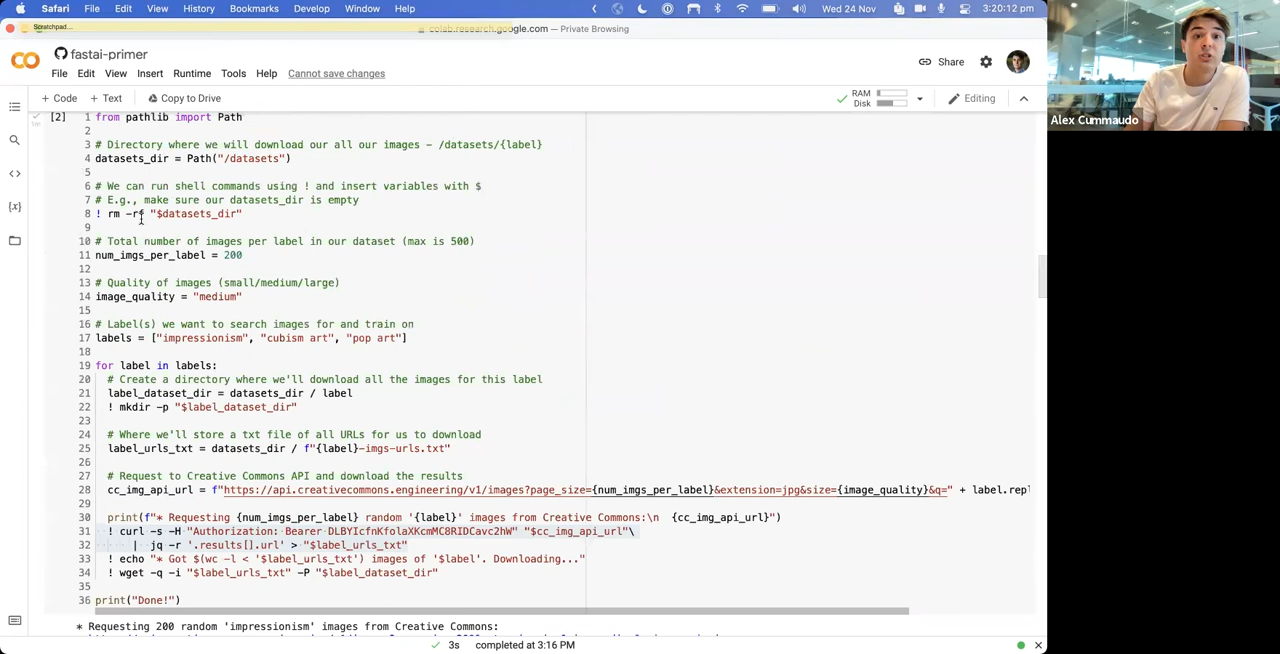 Safari File Edit View History Bookmarks Develop Window Help Wed 24 Nov 3:20:12 pm
Scratchpad...
colab.research.google.com — Private Browsing
fastai-primer
File Edit View Insert Runtime Tools Help Cannot save changes
Share
+ Code + Text Copy to Drive
RAM
Disk
Editing
Alex Cummaudo
[2] 1 from pathlib import Path
2
3 # Directory where we will download our all our images - /datasets/{label}
4 datasets_dir = Path("/datasets")
5
6 # We can run shell commands using ! and insert variables with $
7 # E.g., make sure our datasets_dir is empty
8 ! rm -rf "$datasets_dir"
9
10 # Total number of images per label in our dataset (max is 500)
11 num_imgs_per_label = 200
12
13 # Quality of images (small/medium/large)
14 image_quality = "medium"
15
16 # Label(s) we want to search images for and train on
17 labels = ["impressionism", "cubism art", "pop art"]
18
19 for label in labels:
20 # Create a directory where we'll download all the images for this label
21 label_dataset_dir = datasets_dir / label
22 ! mkdir -p "$label_dataset_dir"
23
24 # Where we'll store a txt file of all URLs for us to download
25 label_urls_txt = datasets_dir / f"{label}-imgs-urls.txt"
26
27 # Request to Creative Commons API and download the results
28 cc_img_api_url = f"https://api.creativecommons.engineering/v1/images?page_size={num_imgs_per_label}&extension=jpg&size={image_quality}&q=" + label.repl
29
30 print(f"* Requesting {num_imgs_per_label} random '{label}' images from Creative Commons:\n {cc_img_api_url}")
31 ! curl -s -H "Authorization: Bearer DLBYIcfnKfolaXKcmMC8RIDCavc2hW" "$cc_img_api_url"\
32 | jq -r '.results[].url' > "$label_urls_txt"
33 ! echo "* Got $(wc -l < '$label_urls_txt') images of '$label'. Downloading..."
34 ! wget -q -i "$label_urls_txt" -P "$label_dataset_dir"
35
36 print("Done!")
* Requesting 200 random 'impressionism' images from Creative Commons:
3s completed at 3:16 PM